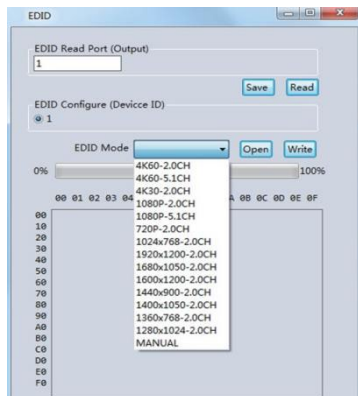 EDID
EDID Read Port (Output)
1
Save Read
EDID Configure (Devicce ID)
1
EDID Mode Open Write
0% 100%
4K60-2.0CH
4K60-5.1CH
4K30-2.0CH
1080P-2.0CH
1080P-5.1CH
720P-2.0CH
1024x768-2.0CH
1920x1200-2.0CH
1680x1050-2.0CH
1600x1200-2.0CH
1440x900-2.0CH
1400x1050-2.0CH
1360x768-2.0CH
1280x1024-2.0CH
MANUAL
00 01 02 03 04 0B 0C 0D 0E 0F
00
10
20
30
40
50
60
70
80
90
A0
B0
C0
D0
E0
F0